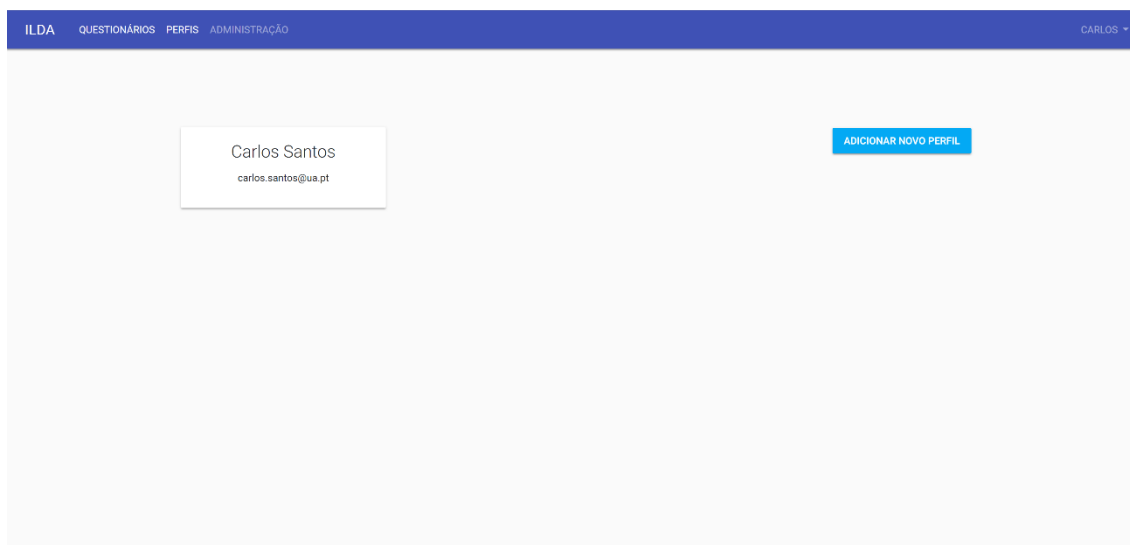 ILDA QUESTIONÁRIOS PERFIS ADMINISTRAÇÃO CARLOS
Carlos Santos
carlos.santos@ua.pt
ADICIONAR NOVO PERFIL